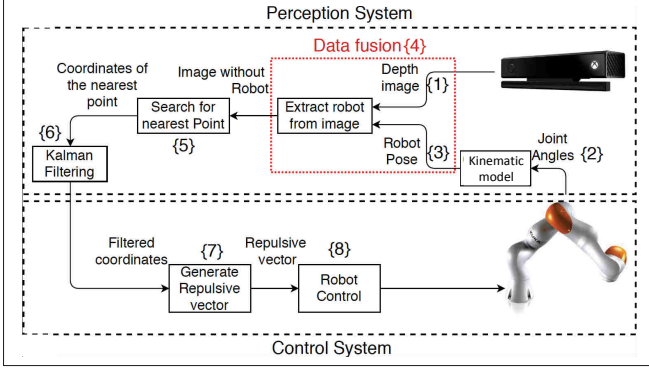 Perception System
Data fusion{4}
Coordinates of
the nearest
point
Image without
Robot
Depth
image
{1}
Search for
nearest Point
{5}
Extract robot
from image
{6}
Kalman
Filtering
Robot
Pose
{3}
Kinematic
model
Joint
Angles
{2}
Filtered
coordinates
{7}
Generate
Repulsive
vector
Repulsive
vector
{8}
Robot
Control
Control System